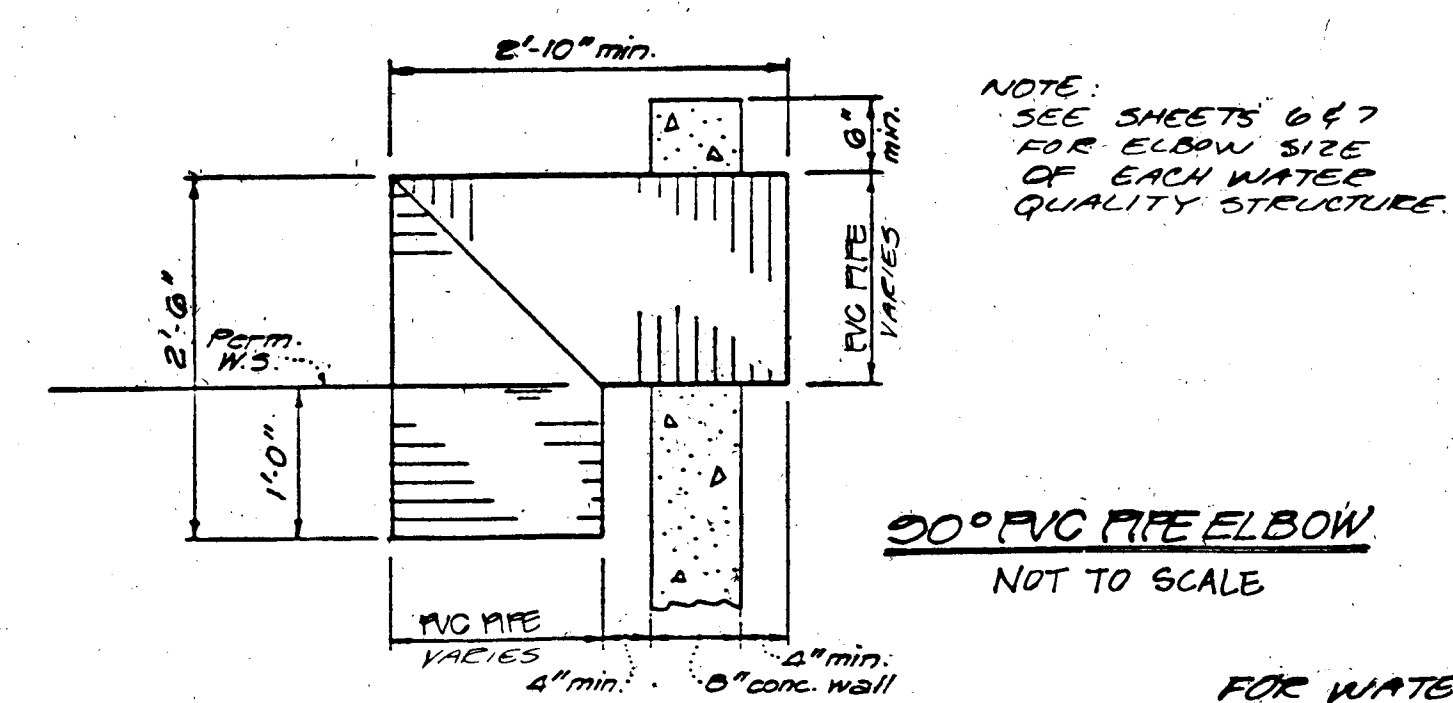 2'-10" min.
NOTE:
SEE SHEETS 6 & 7
FOR ELBOW SIZE
OF EACH WATER
QUALITY STRUCTURE.
6"
min.
2'-6"
PVC PIPE
VARIES
Perm.
W.S.
1'-0"
90° PVC PIPE ELBOW
NOT TO SCALE
PVC PIPE
VARIES
4" min.
8" conc. wall
4" min.
FOR WATE